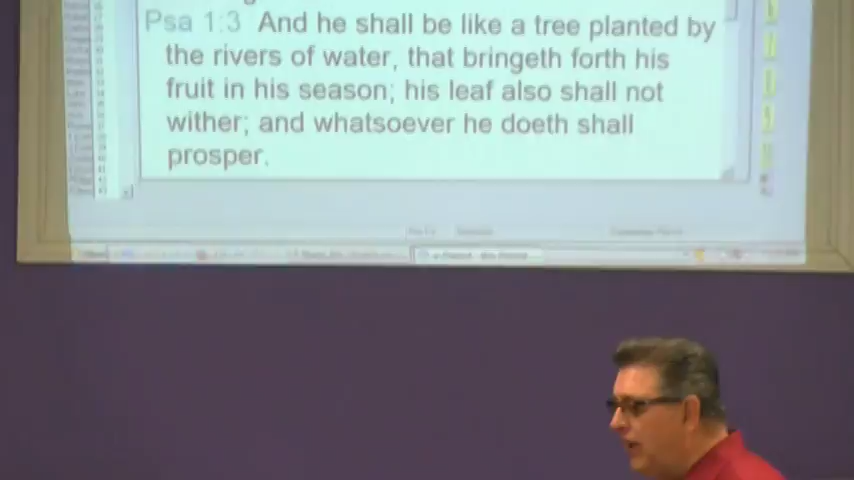 Psa 1:3 And he shall be like a tree planted by
the rivers of water, that bringeth forth his
fruit in his season; his leaf also shall not
wither; and whatsoever he doeth shall
prosper.